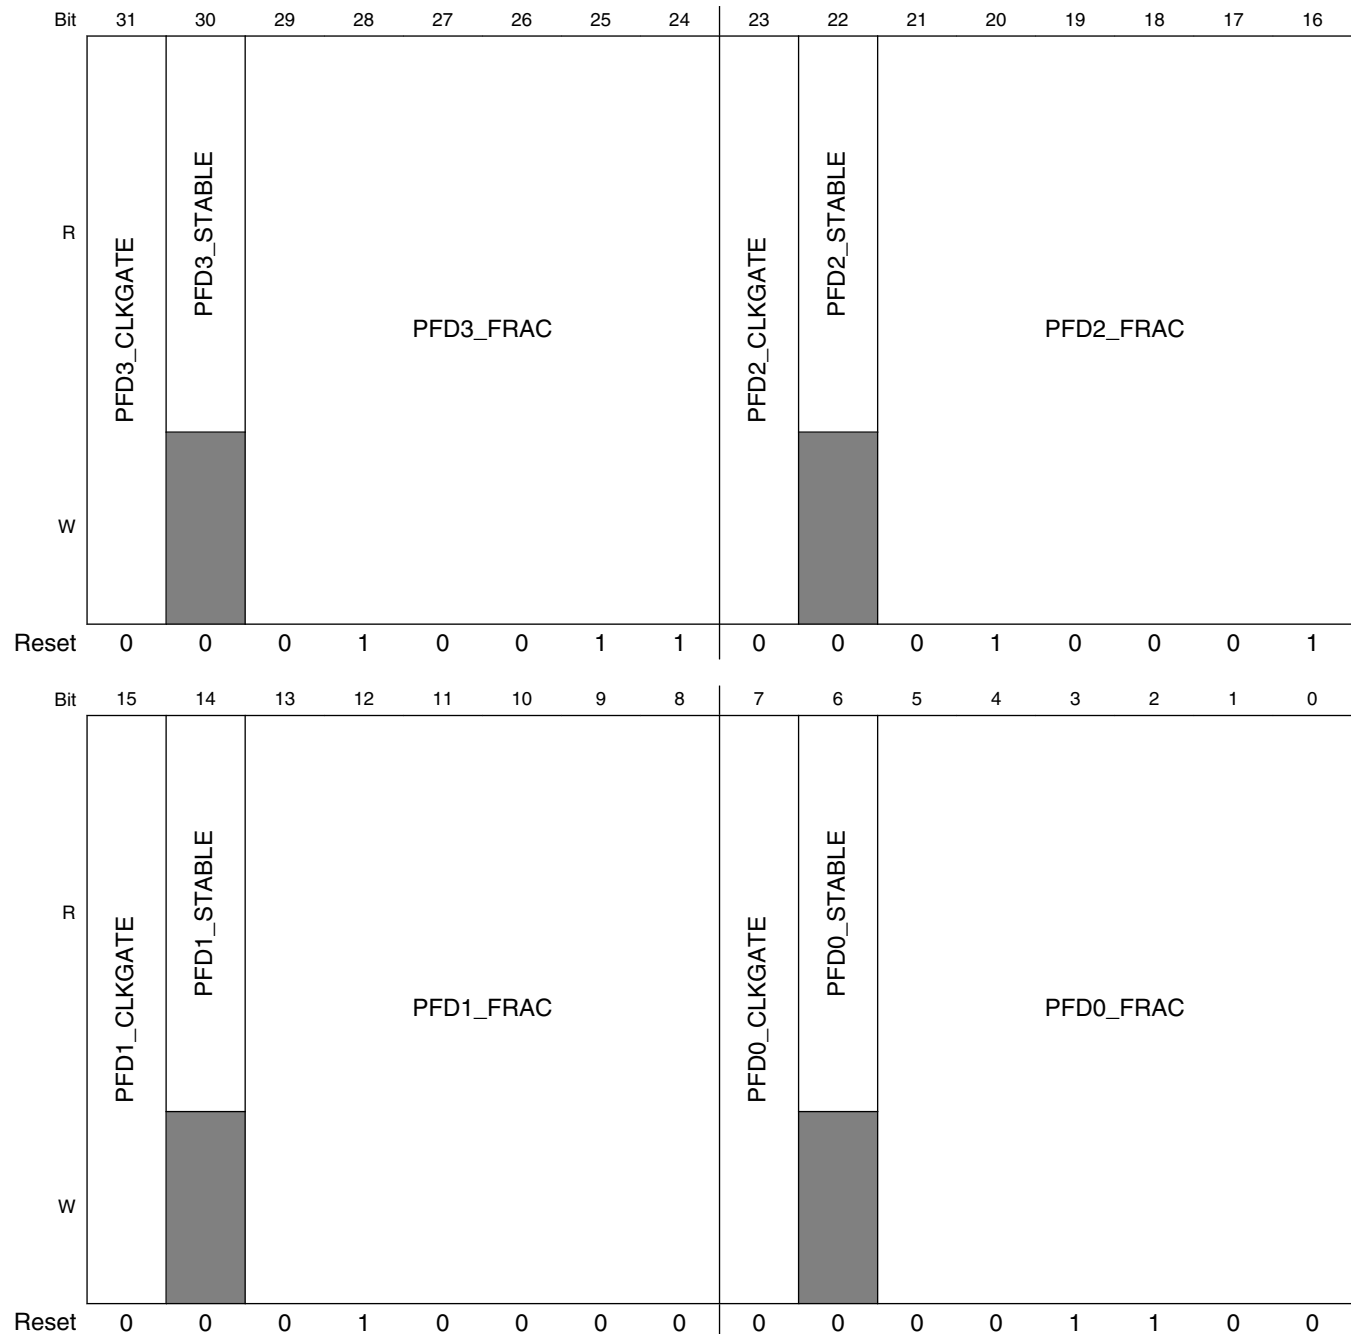 Bit 31 30 29 28 27 26 25 24 23 22 21 20 19 18 17 16
R
PFD3_CLKGATE
PFD3_STABLE
PFD3_FRAC
PFD2_CLKGATE
PFD2_STABLE
PFD2_FRAC
W
Reset 0 0 0 1 0 0 1 1 0 0 0 1 0 0 0 1
Bit 15 14 13 12 11 10 9 8 7 6 5 4 3 2 1 0
R
PFD1_CLKGATE
PFD1_STABLE
PFD1_FRAC
PFD0_CLKGATE
PFD0_STABLE
PFD0_FRAC
W
Reset 0 0 0 1 0 0 0 0 0 0 0 0 1 1 0 0